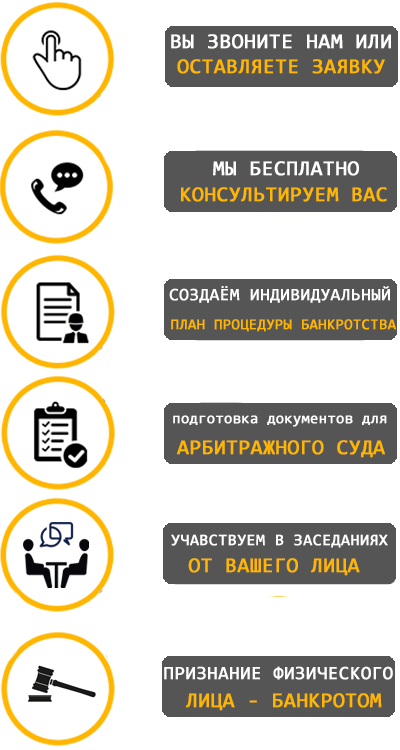 ВЫ ЗВОНИТЕ НАМ ИЛИ
ОСТАВЛЯЕТЕ ЗАЯВКУ
МЫ БЕСПЛАТНО
КОНСУЛЬТИРУЕМ ВАС
СОЗДАЁМ ИНДИВИДУАЛЬНЫЙ
ПЛАН ПРОЦЕДУРЫ БАНКРОТСТВА
подготовка документов для
АРБИТРАЖНОГО СУДА
УЧАВСТВУЕМ В ЗАСЕДАНИЯХ
ОТ ВАШЕГО ЛИЦА
ПРИЗНАНИЕ ФИЗИЧЕСКОГО
ЛИЦА - БАНКРОТОМ